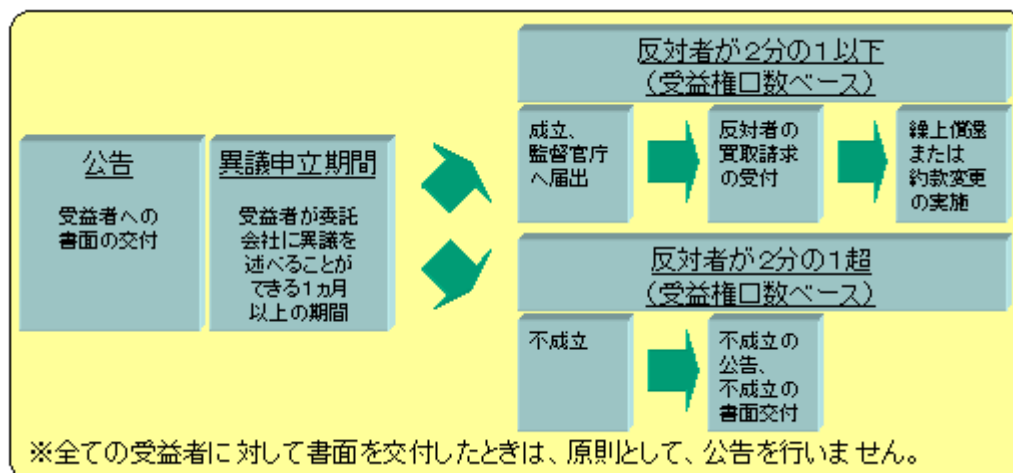 公告
受益者への
書面の交付
異議申立期間
受益者が委託
会社に異議を
述べることが
できる1ヵ月
以上の期間
反対者が2分の1以下
(受益権口数ベース)
成立、
監督官庁
へ届出
反対者の
買取請求
の受付
繰上償還
または
約款変更
の実施
反対者が2分の1超
(受益権口数ベース)
不成立
不成立の
公告、
不成立の
書面交付
※全ての受益者に対して書面を交付したときは、原則として、公告を行いません。